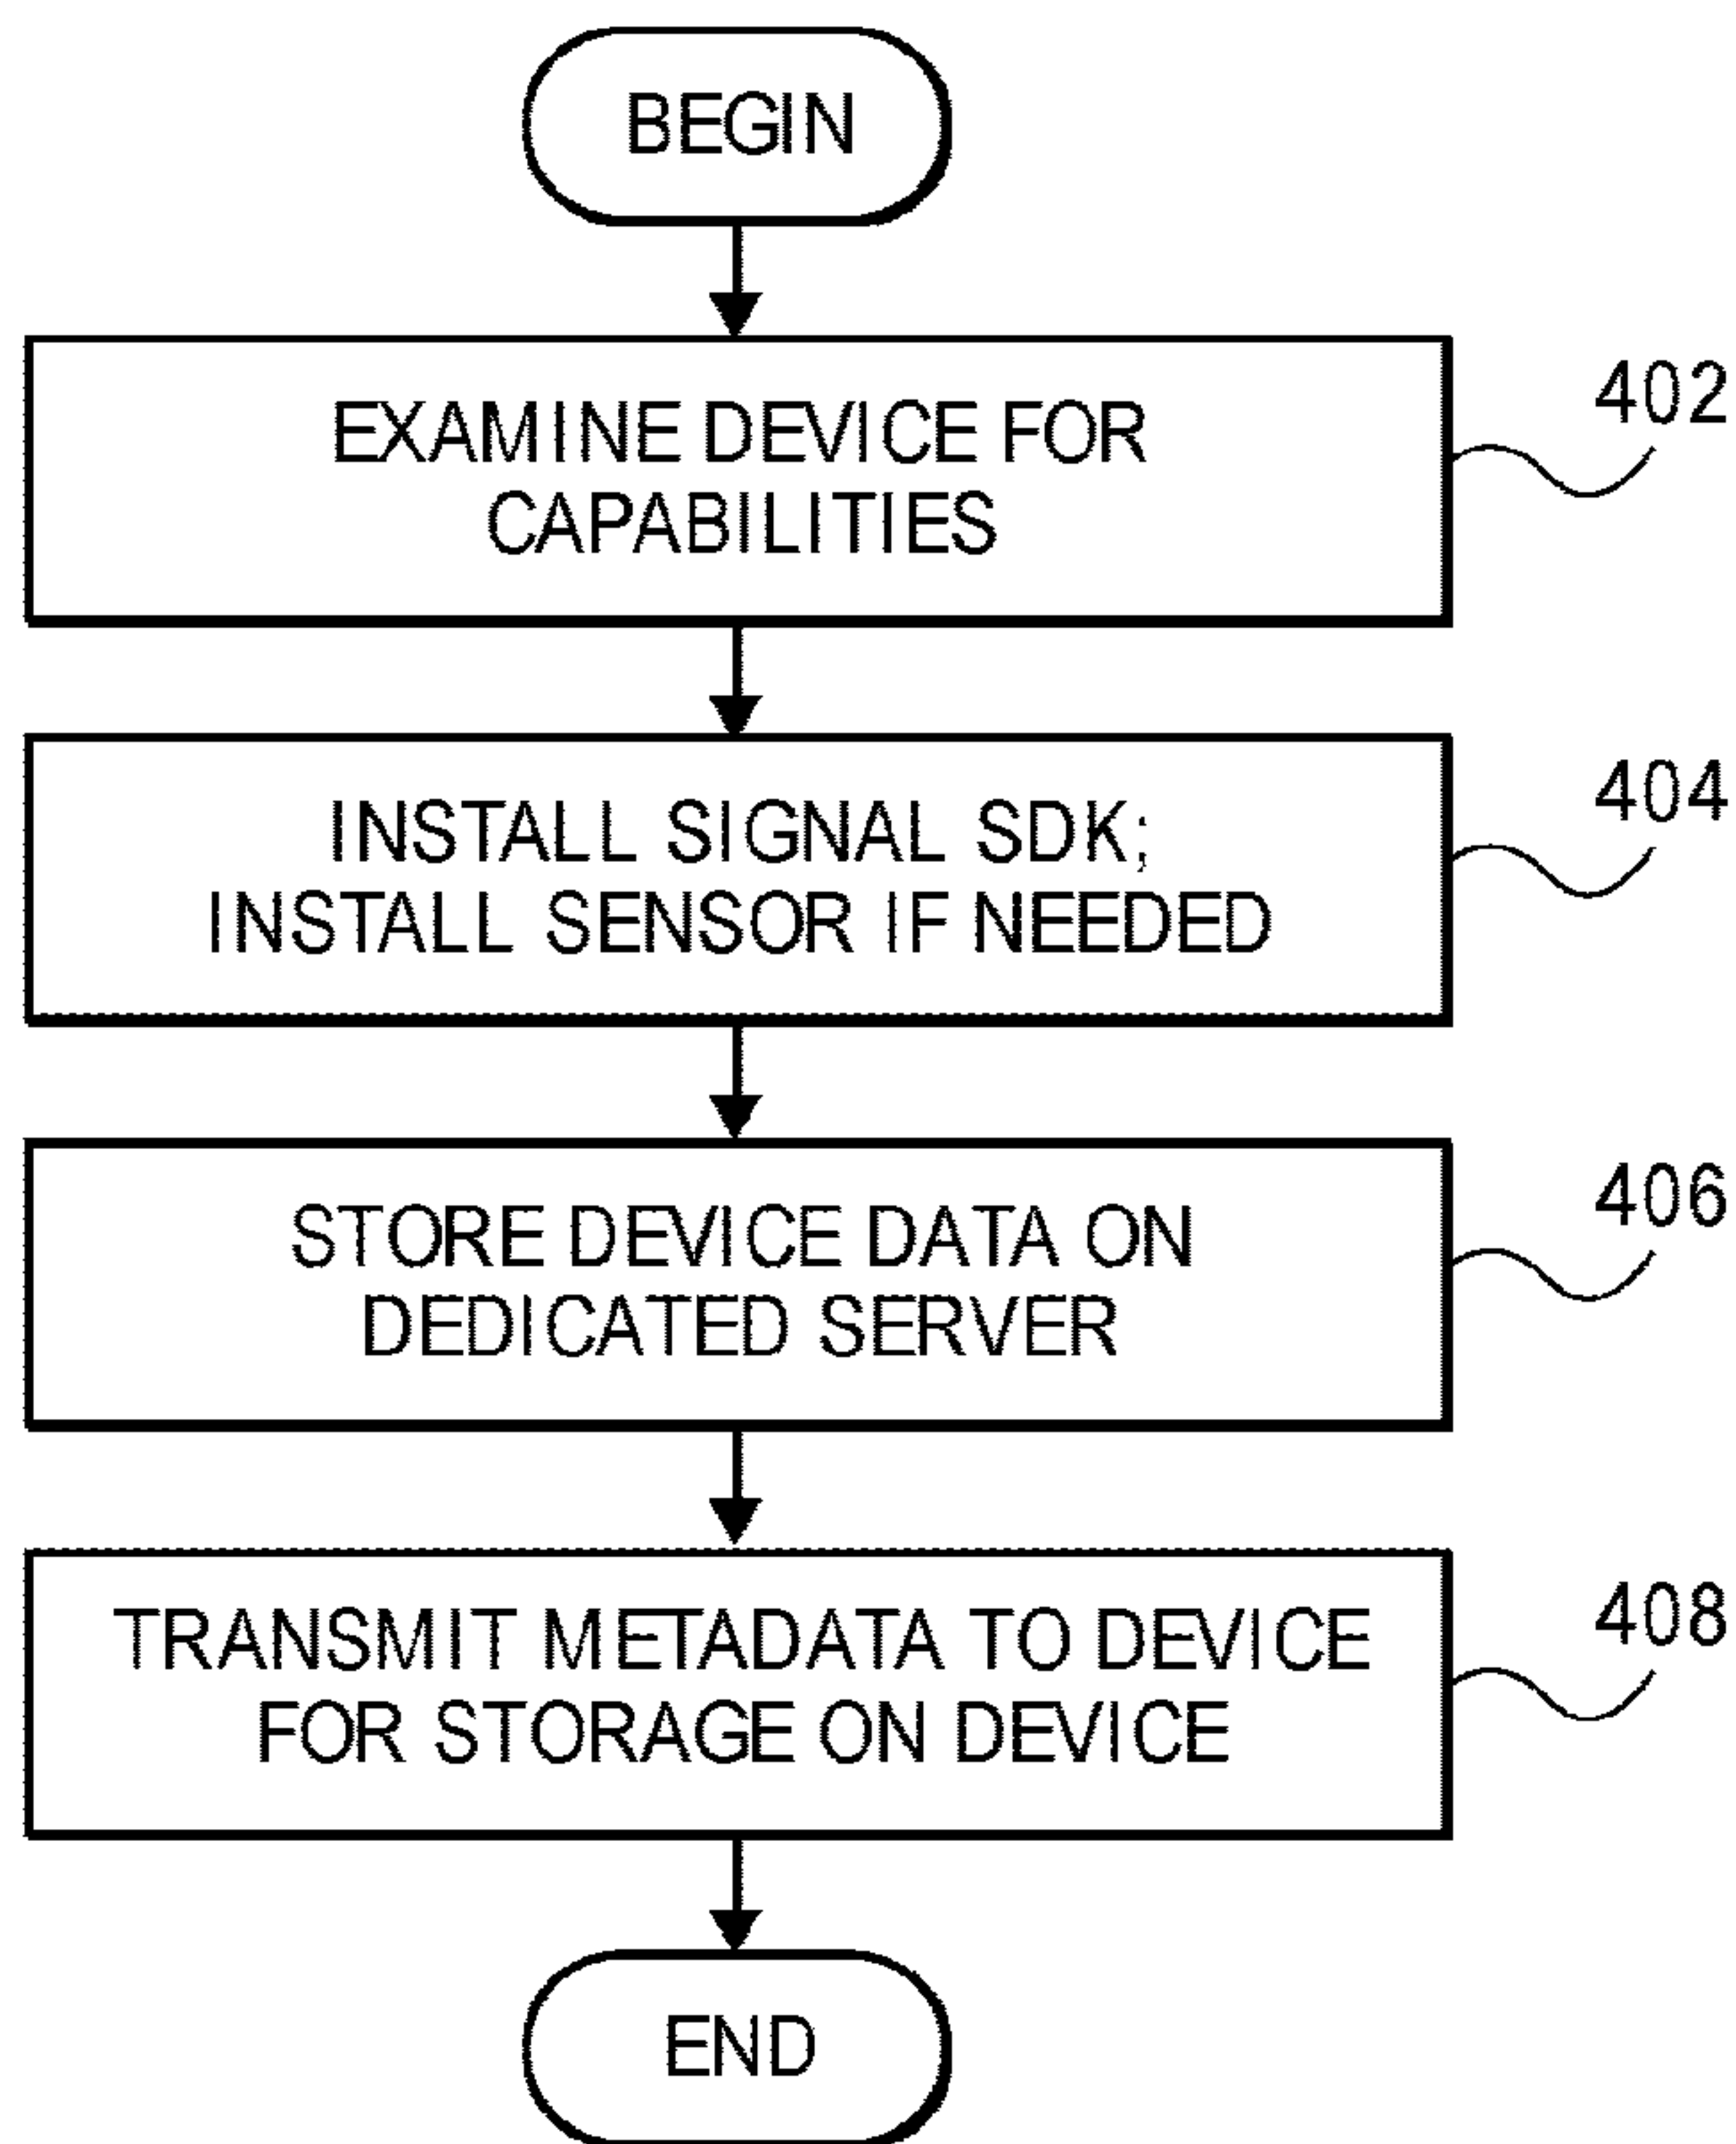 BEGIN
EXAMINE DEVICE FOR
CAPABILITIES
402
INSTALL SIGNAL SDK;
INSTALL SENSOR IF NEEDED
404
STORE DEVICE DATA ON
DEDICATED SERVER
406
TRANSMIT METADATA TO DEVICE
FOR STORAGE ON DEVICE
408
END